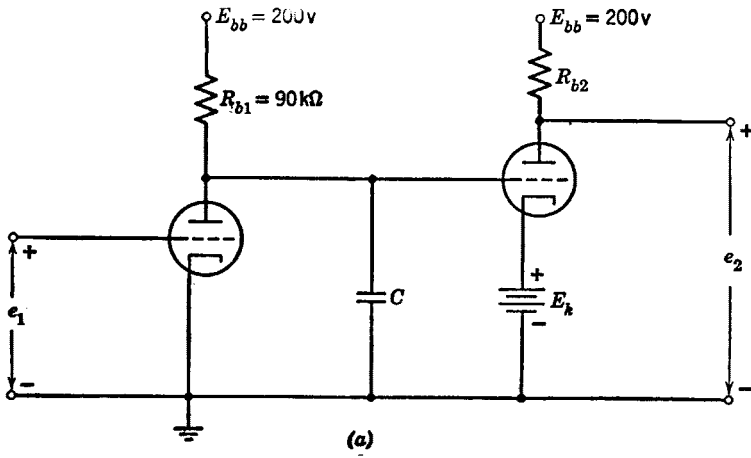 E_bb = 200v
E_bb = 200v
R_b1 = 90kΩ
R_b2
+
+
+
e_1
C
E_k
e_2
-
-
-
(a)